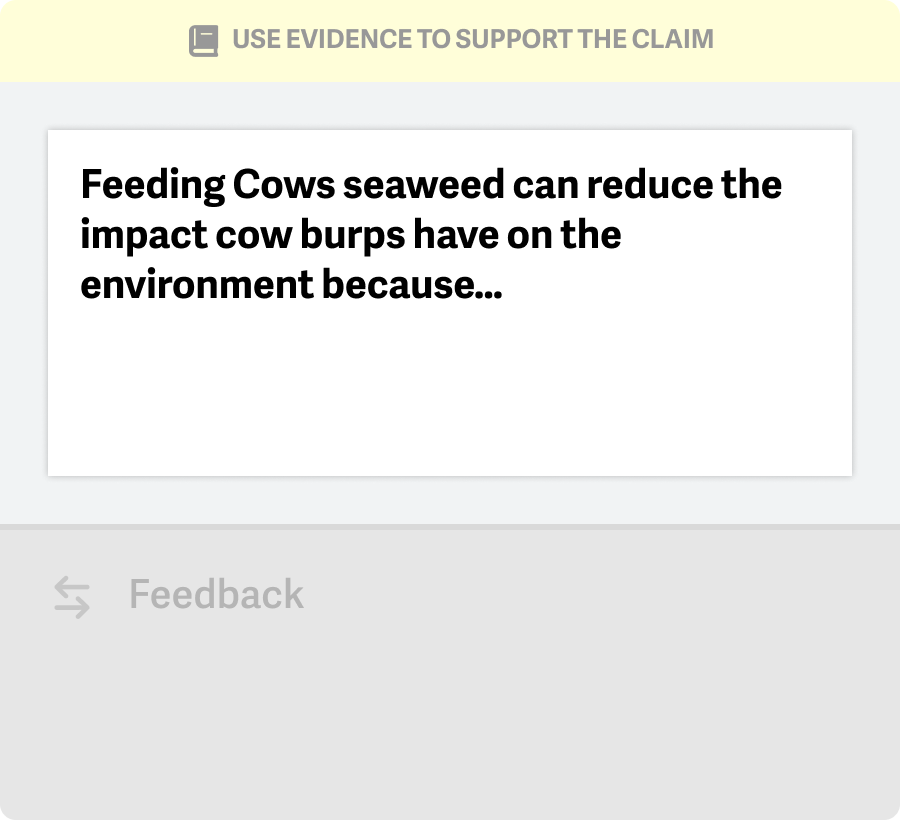 USE EVIDENCE TO SUPPORT THE CLAIM
Feeding Cows seaweed can reduce the
impact cow burps have on the
environment because...
Feedback